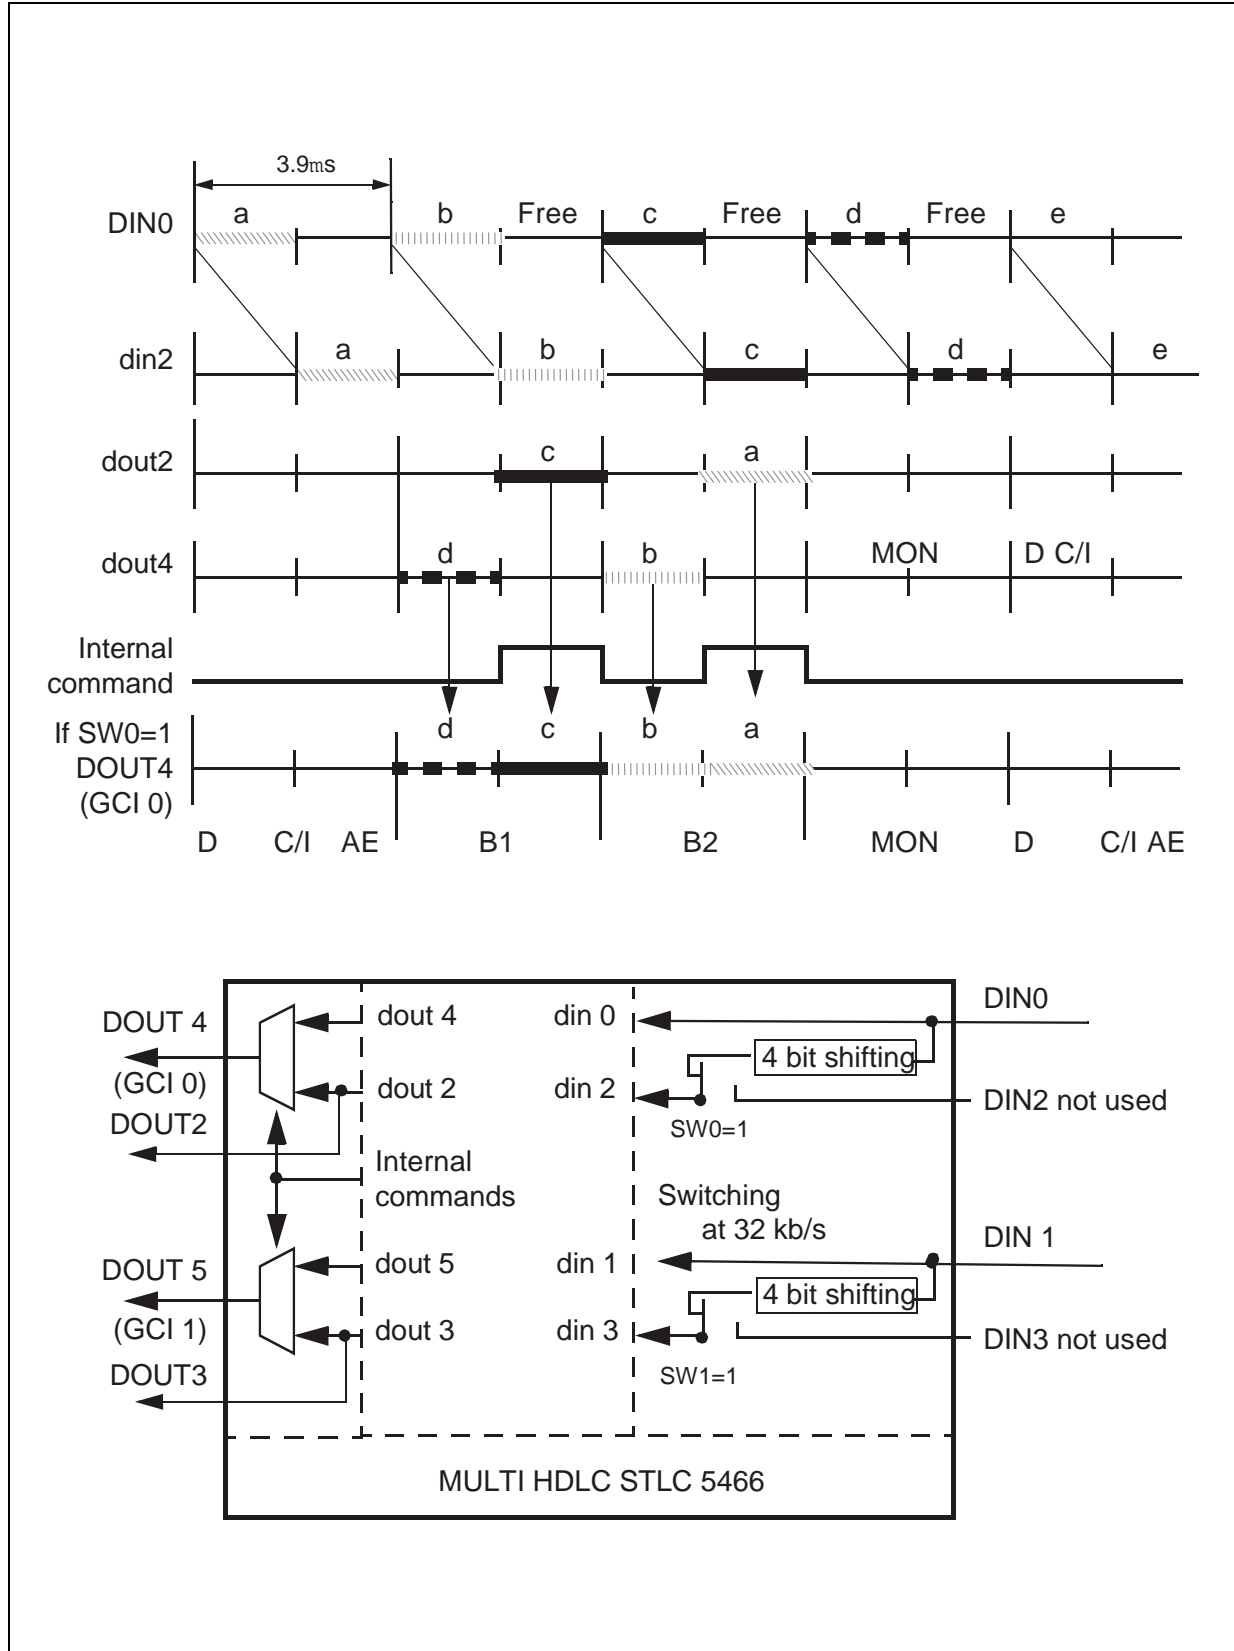 3.9ms
DIN0 a b Free c Free d Free e
din2 a b c d e
dout2 c a
dout4 d b MON D C/I
Internal
command
If SW0=1 d c b a
DOUT4
(GCI 0)
D C/I AE B1 B2 MON D C/I AE
DOUT 4 dout 4 din 0 DIN0
4 bit shifting
(GCI 0) dout 2 din 2 DIN2 not used
DOUT2 SW0=1
Internal
commands
Switching
at 32 kb/s
DOUT 5 dout 5 din 1 DIN 1
4 bit shifting
(GCI 1) dout 3 din 3 DIN3 not used
DOUT3 SW1=1
MULTI HDLC STLC 5466